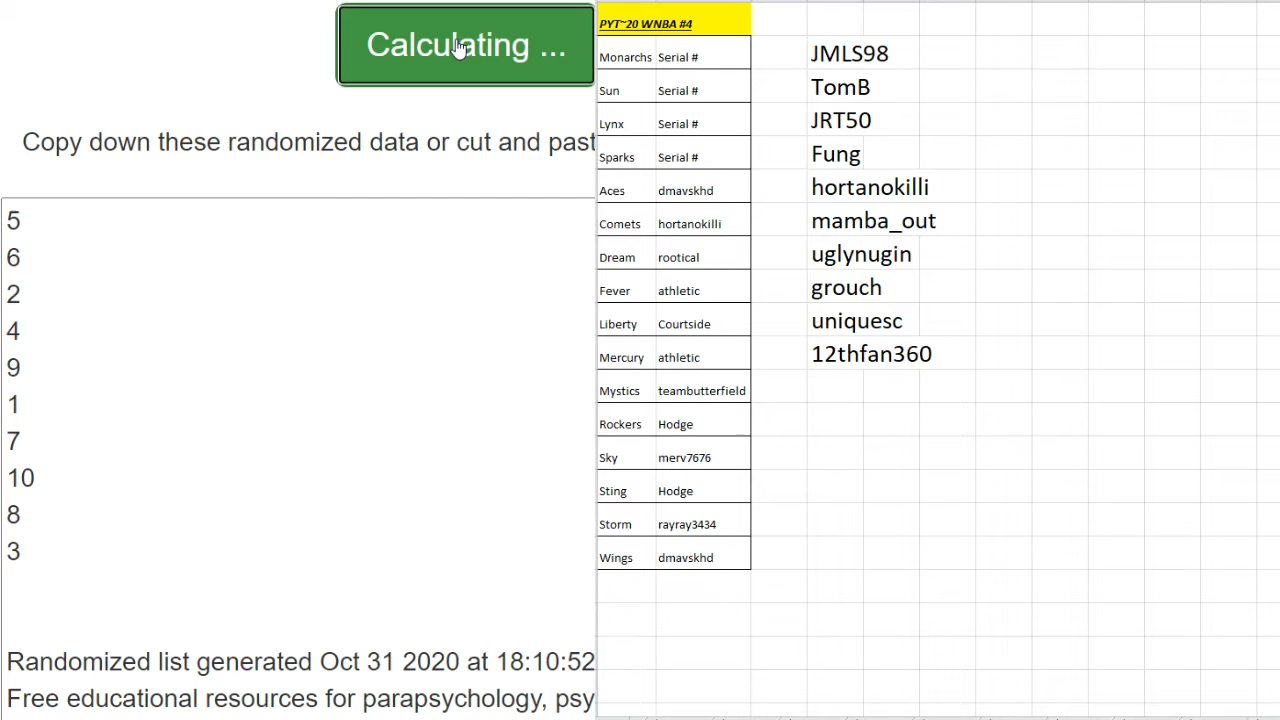 Calculating ...
Copy down these randomized data or cut and past
5
6
2
4
9
1
7
10
8
3
Randomized list generated Oct 31 2020 at 18:10:52
Free educational resources for parapsychology, psy
PYT~20 WNBA #4
Monarchs Serial #
Sun Serial #
Lynx Serial #
Sparks Serial #
Aces dmavskhd
Comets hortanokilli
Dream rootical
Fever athletic
Liberty Courtside
Mercury athletic
Mystics teambutterfield
Rockers Hodge
Sky merv7676
Sting Hodge
Storm rayray3434
Wings dmavskhd
JMLS98
TomB
JRT50
Fung
hortanokilli
mamba_out
uglynugin
grouch
uniquesc
12thfan360